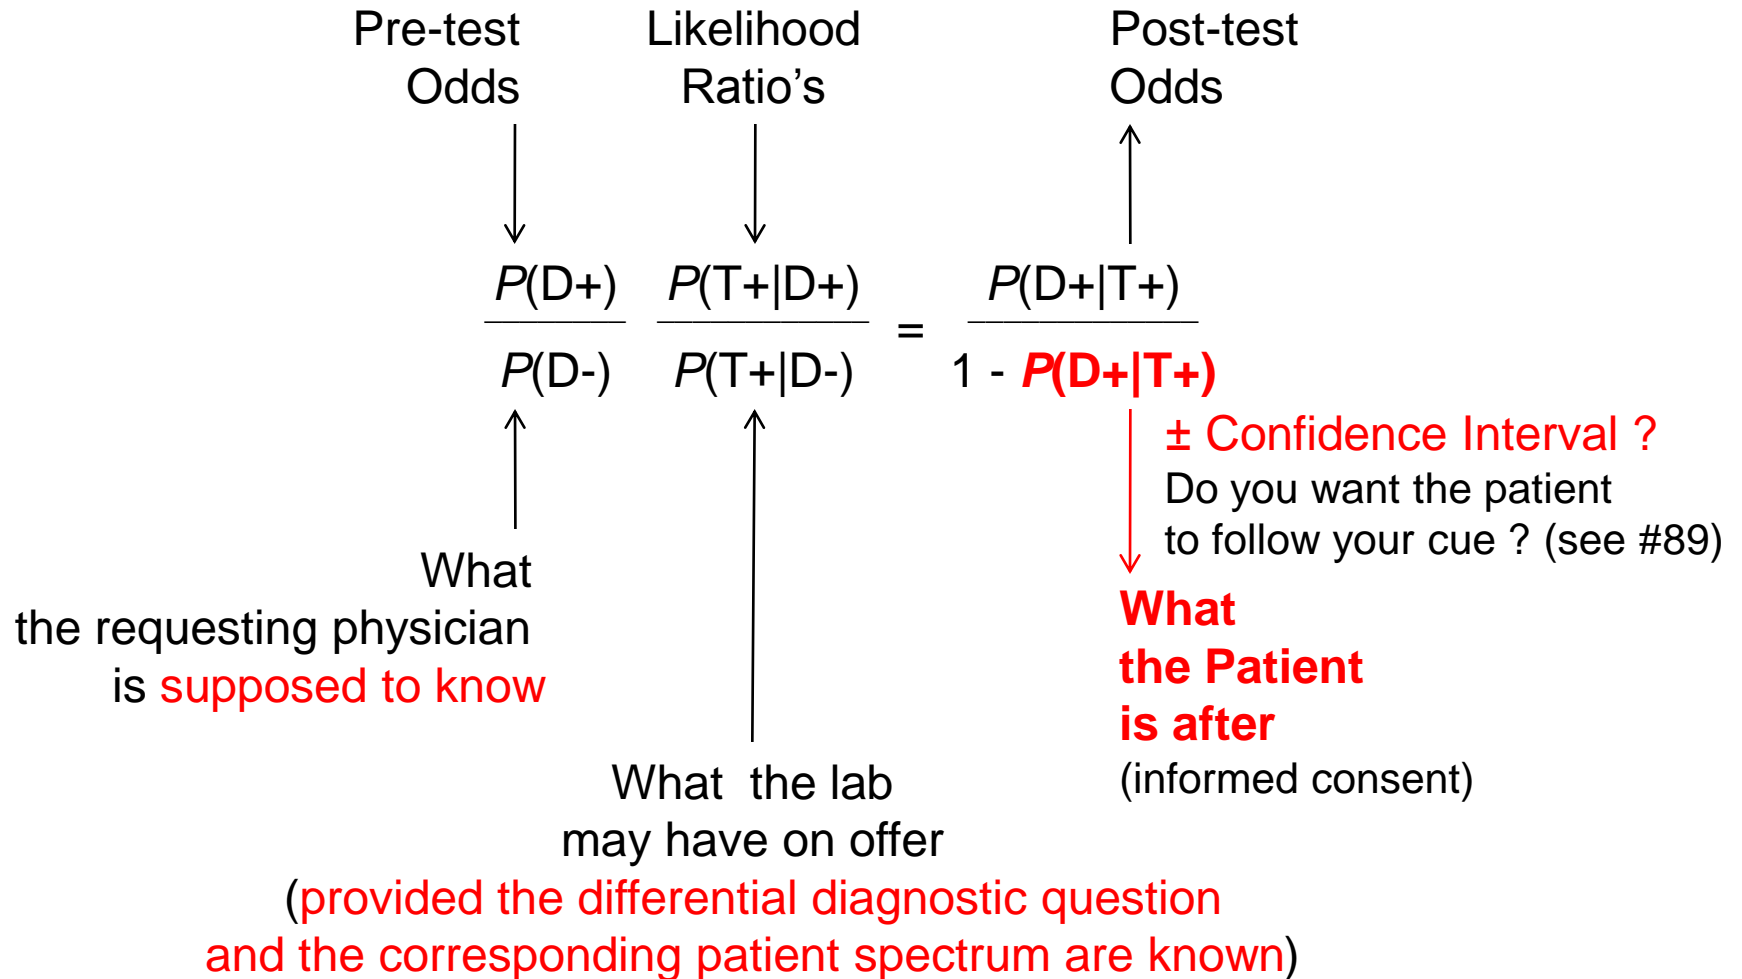 Pre-test
Odds
Likelihood
Ratio's
Post-test
Odds
P(D+) P(T+|D+) = P(D+|T+)
P(D-) P(T+|D-) 1 - P(D+|T+)
± Confidence Interval ?
Do you want the patient
to follow your cue ? (see #89)
What
the requesting physician
is supposed to know
What
the Patient
is after
(informed consent)
What the lab
may have on offer
(provided the differential diagnostic question
and the corresponding patient spectrum are known)